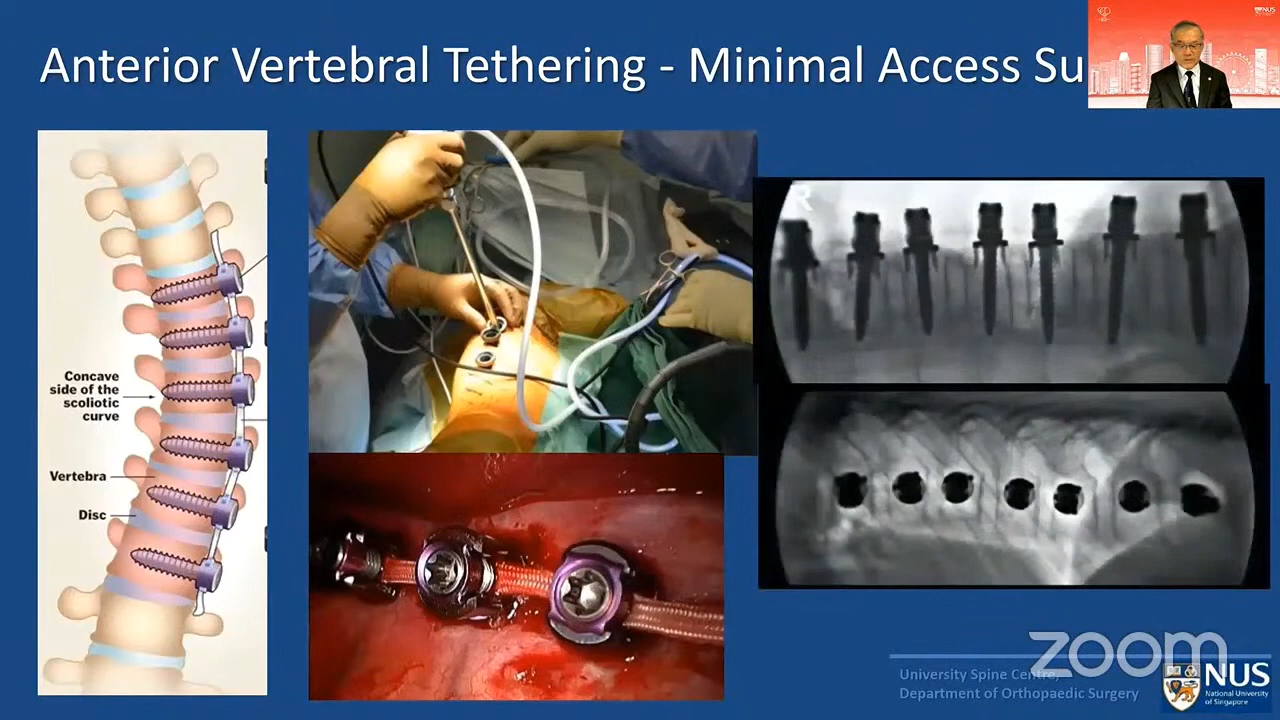 Anterior Vertebral Tethering - Minimal Access Su
NUS
Concave
side of the
scoliotic
curve
Vertebra
Disc
R
zoom
University Spine Centre,
Department of Orthopaedic Surgery
NUS
National University
of Singapore